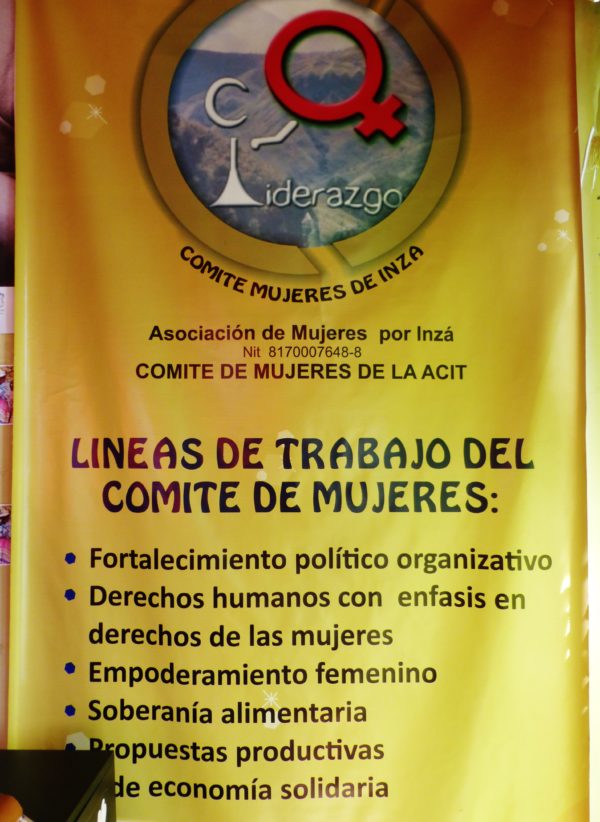 C
Liderazgo
COMITE MUJERES DE INZA
Asociación de Mujeres por Inzá
Nit 8170007648-8
COMITE DE MUJERES DE LA ACIT
LINEAS DE TRABAJO DEL
COMITE DE MUJERES:
Fortalecimiento político organizativo
Derechos humanos con enfasis en
derechos de las mujeres
Empoderamiento femenino
Soberanía alimentaria
Propuestas productivas
de economía solidaria